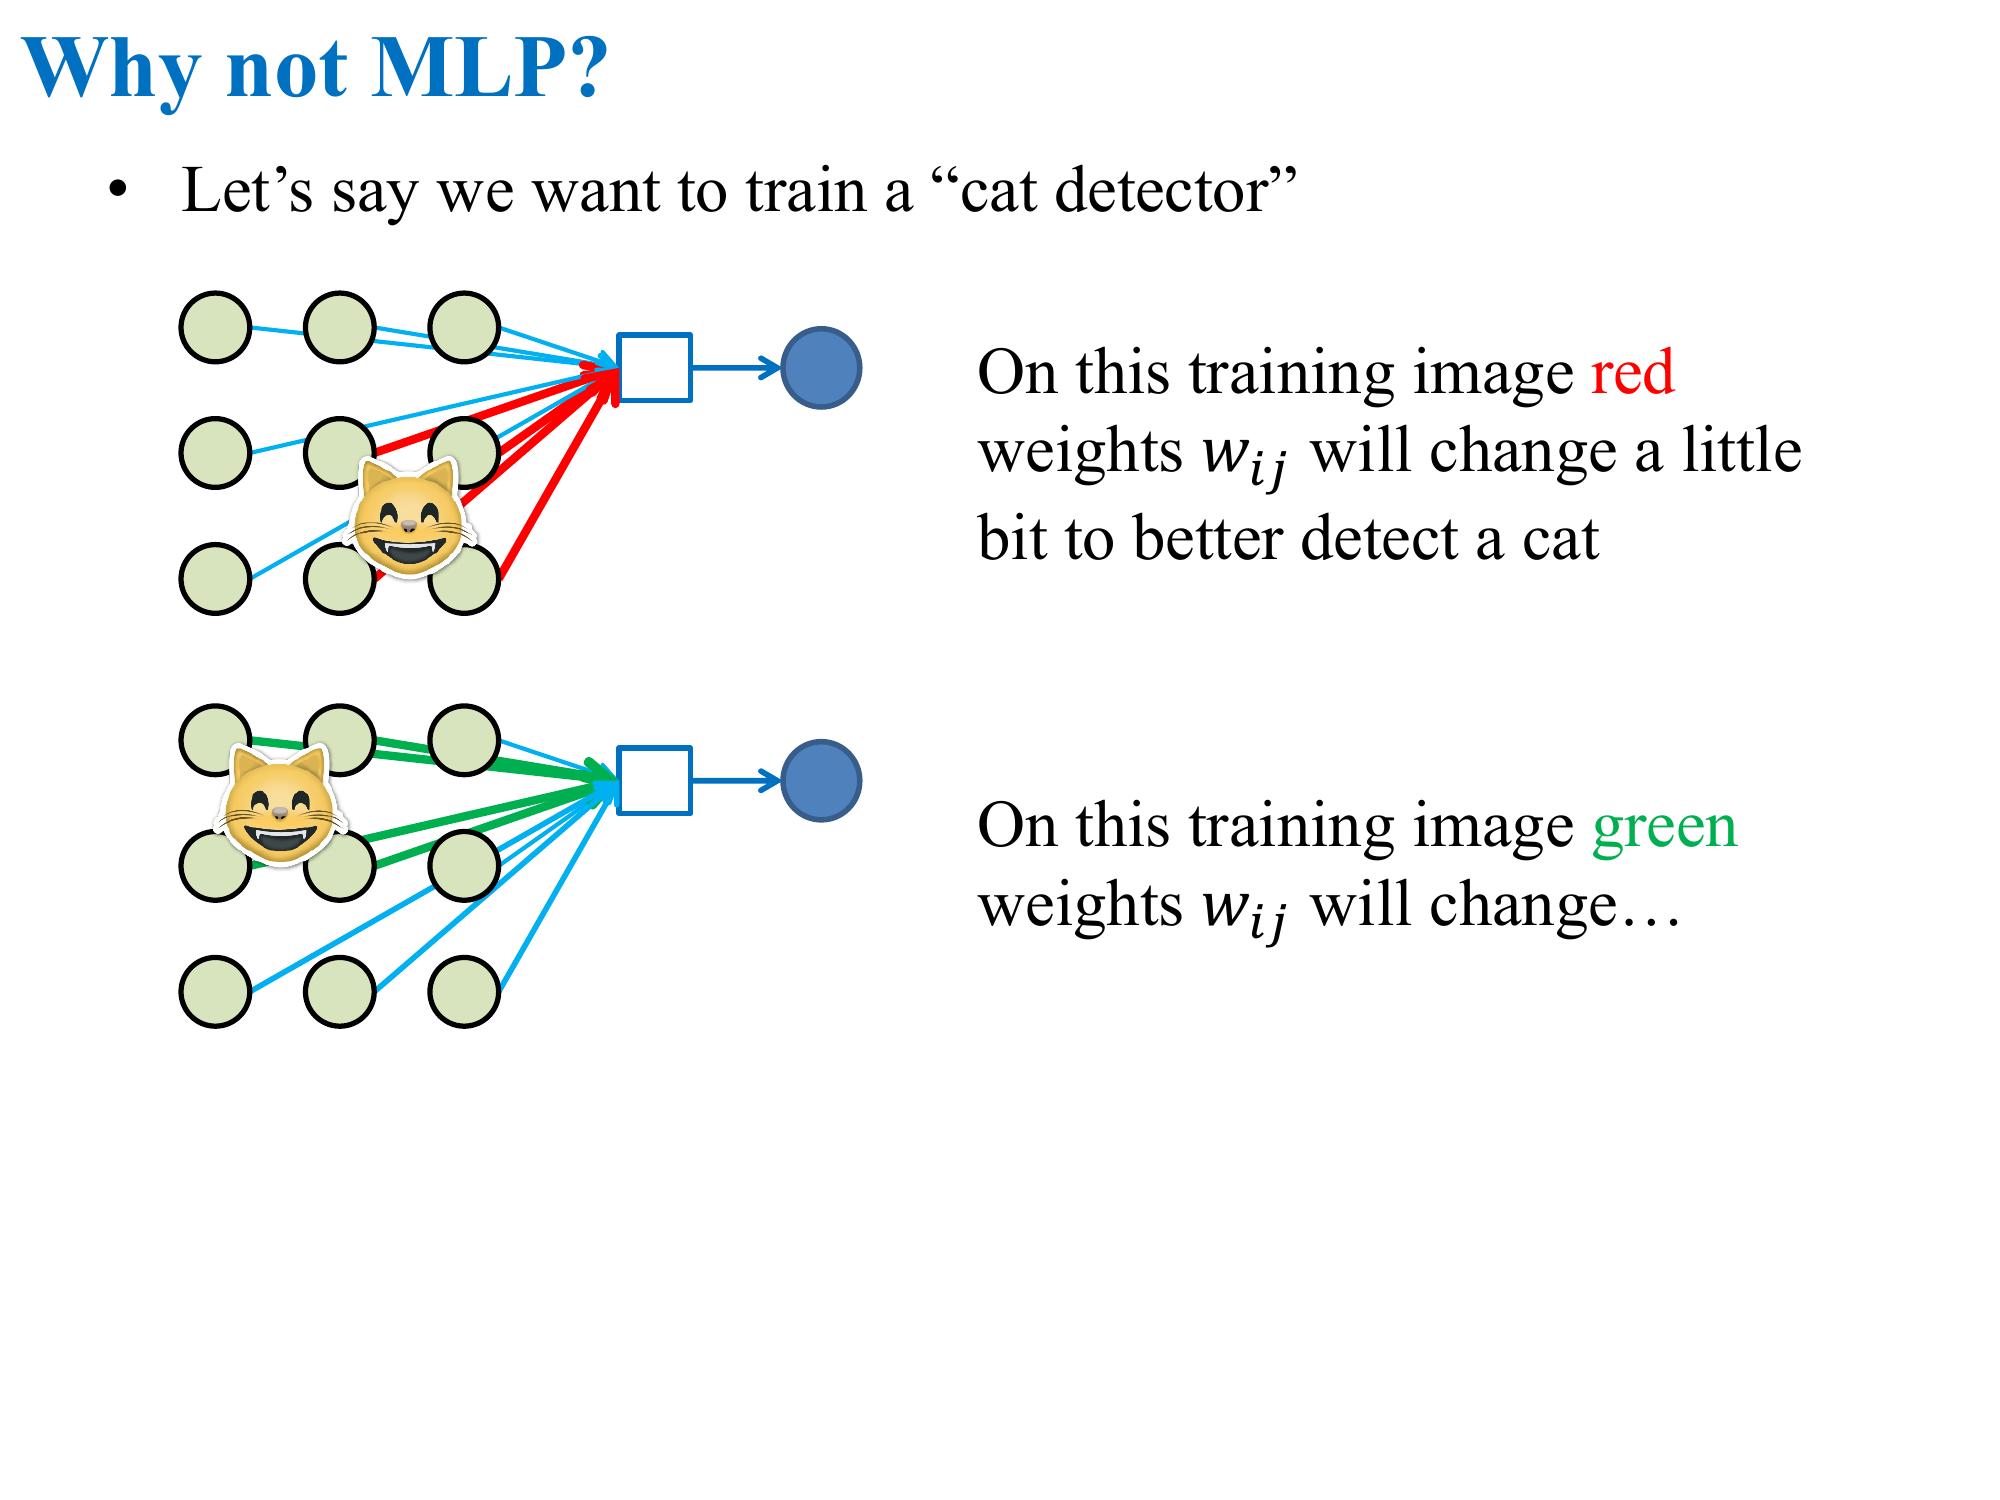 Why not MLP?
• Let’s say we want to train a “cat detector”
On this training image red
weights w_{ij} will change a little
bit to better detect a cat
On this training image green
weights w_{ij} will change…